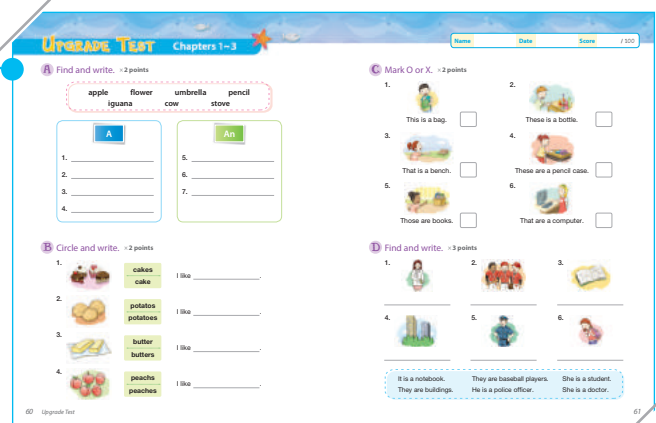 UPGRADE TEST Chapters 1~3
A Find and write. ×2 points
apple flower umbrella pencil
iguana cow stove
A
An
1.
2.
3.
4.
5.
6.
7.
B Circle and write. ×2 points
1.
cakes
cake
I like .
2.
potatos
potatoes
I like .
3.
butter
butters
I like .
4.
peachs
peaches
I like .
60 Upgrade Test
Name Date Score / 100
C Mark O or X. ×2 points
1.
This is a bag.
2.
These is a bottle.
3.
That is a bench.
4.
These are a pencil case.
5.
Those are books.
6.
That are a computer.
D Find and write. ×3 points
1.
2.
3.
4.
5.
6.
It is a notebook. They are baseball players. She is a student.
They are buildings. He is a police officer. She is a doctor.
61